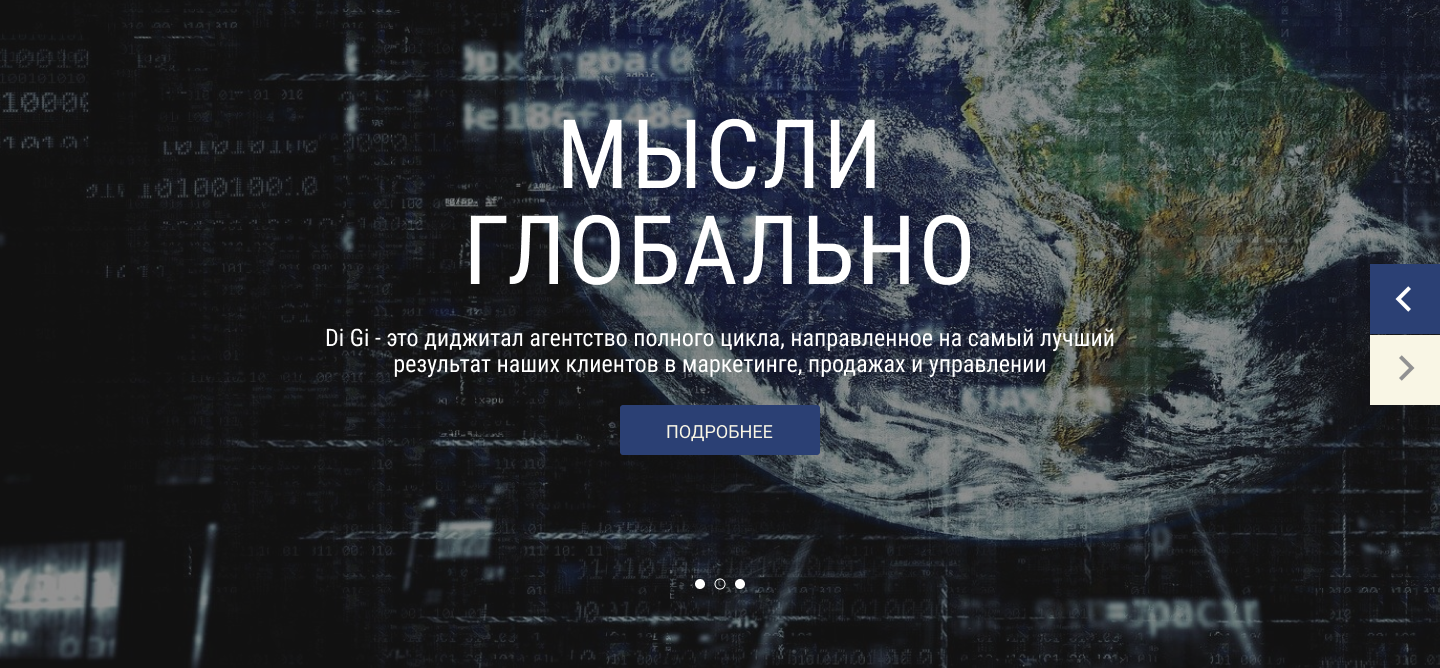 МЫСЛИ
ГЛОБАЛЬНО
Di Gi - это диджитал агентство полного цикла, направленное на самый лучший
результат наших клиентов в маркетинге, продажах и управлении
ПОДРОБНЕЕ